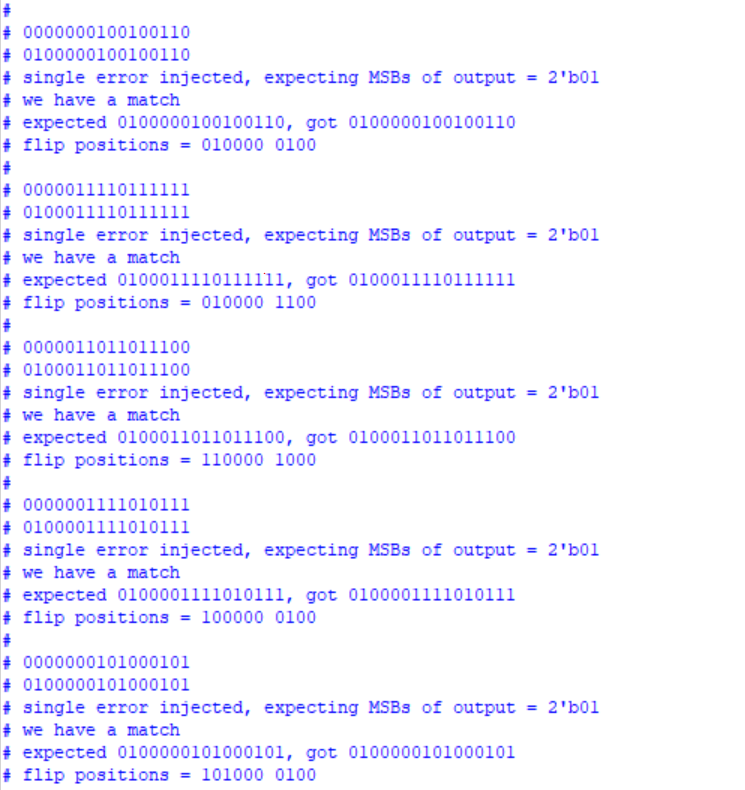 #
# 0000000100100110
# 0100000100100110
# single error injected, expecting MSBs of output = 2'b01
# we have a match
# expected 0100000100100110, got 0100000100100110
# flip positions = 010000 0100
#
# 0000011110111111
# 0100011110111111
# single error injected, expecting MSBs of output = 2'b01
# we have a match
# expected 0100011110111111, got 0100011110111111
# flip positions = 010000 1100
#
# 0000011011011100
# 0100011011011100
# single error injected, expecting MSBs of output = 2'b01
# we have a match
# expected 0100011011011100, got 0100011011011100
# flip positions = 110000 1000
#
# 0000001111010111
# 0100001111010111
# single error injected, expecting MSBs of output = 2'b01
# we have a match
# expected 0100001111010111, got 0100001111010111
# flip positions = 100000 0100
#
# 0000000101000101
# 0100000101000101
# single error injected, expecting MSBs of output = 2'b01
# we have a match
# expected 0100000101000101, got 0100000101000101
# flip positions = 101000 0100